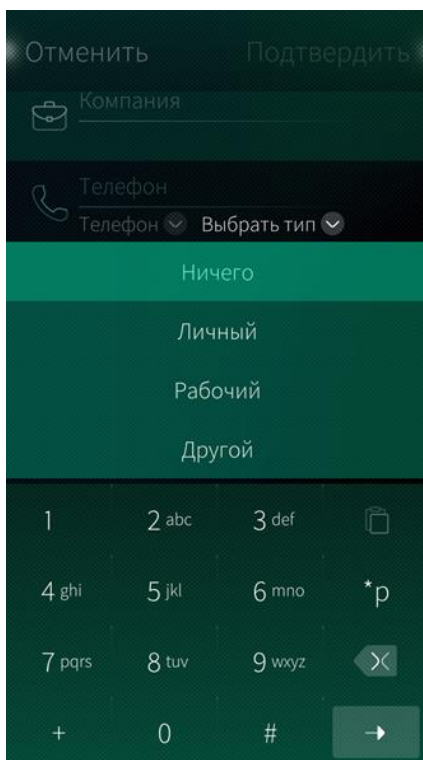 Отменить Подтвердить
Компания
Телефон
Телефон Выбрать тип
Ничего
Личный
Рабочий
Другой
1 2 abc 3 def
4 ghi 5 jkl 6 mno *p
7 pqrs 8 tuv 9 wxyz
+ 0 #